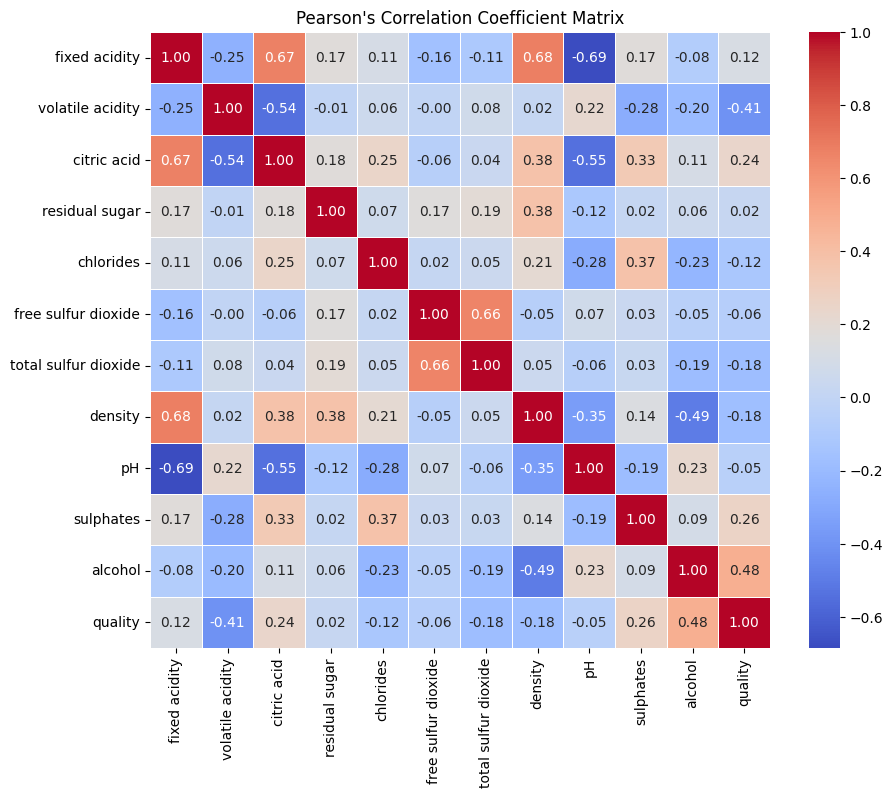 Pearson's Correlation Coefficient Matrix
fixed acidity 1.00 -0.25 0.67 0.17 0.11 -0.16 -0.11 0.68 -0.69 0.17 -0.08 0.12
volatile acidity -0.25 1.00 -0.54 -0.01 0.06 -0.00 0.08 0.02 0.22 -0.28 -0.20 -0.41
citric acid 0.67 -0.54 1.00 0.18 0.25 -0.06 0.04 0.38 -0.55 0.33 0.11 0.24
residual sugar 0.17 -0.01 0.18 1.00 0.07 0.17 0.19 0.38 -0.12 0.02 0.06 0.02
chlorides 0.11 0.06 0.25 0.07 1.00 0.02 0.05 0.21 -0.28 0.37 -0.23 -0.12
free sulfur dioxide -0.16 -0.00 -0.06 0.17 0.02 1.00 0.66 -0.05 0.07 0.03 -0.05 -0.06
total sulfur dioxide -0.11 0.08 0.04 0.19 0.05 0.66 1.00 0.05 -0.06 0.03 -0.19 -0.18
density 0.68 0.02 0.38 0.38 0.21 -0.05 0.05 1.00 -0.35 0.14 -0.49 -0.18
pH -0.69 0.22 -0.55 -0.12 -0.28 0.07 -0.06 -0.35 1.00 -0.19 0.23 -0.05
sulphates 0.17 -0.28 0.33 0.02 0.37 0.03 0.03 0.14 -0.19 1.00 0.09 0.26
alcohol -0.08 -0.20 0.11 0.06 -0.23 -0.05 -0.19 -0.49 0.23 0.09 1.00 0.48
quality 0.12 -0.41 0.24 0.02 -0.12 -0.06 -0.18 -0.18 -0.05 0.26 0.48 1.00
fixed acidity
volatile acidity
citric acid
residual sugar
chlorides
free sulfur dioxide
total sulfur dioxide
density
pH
sulphates
alcohol
quality
1.0
0.8
0.6
0.4
0.2
0.0
−0.2
−0.4
−0.6